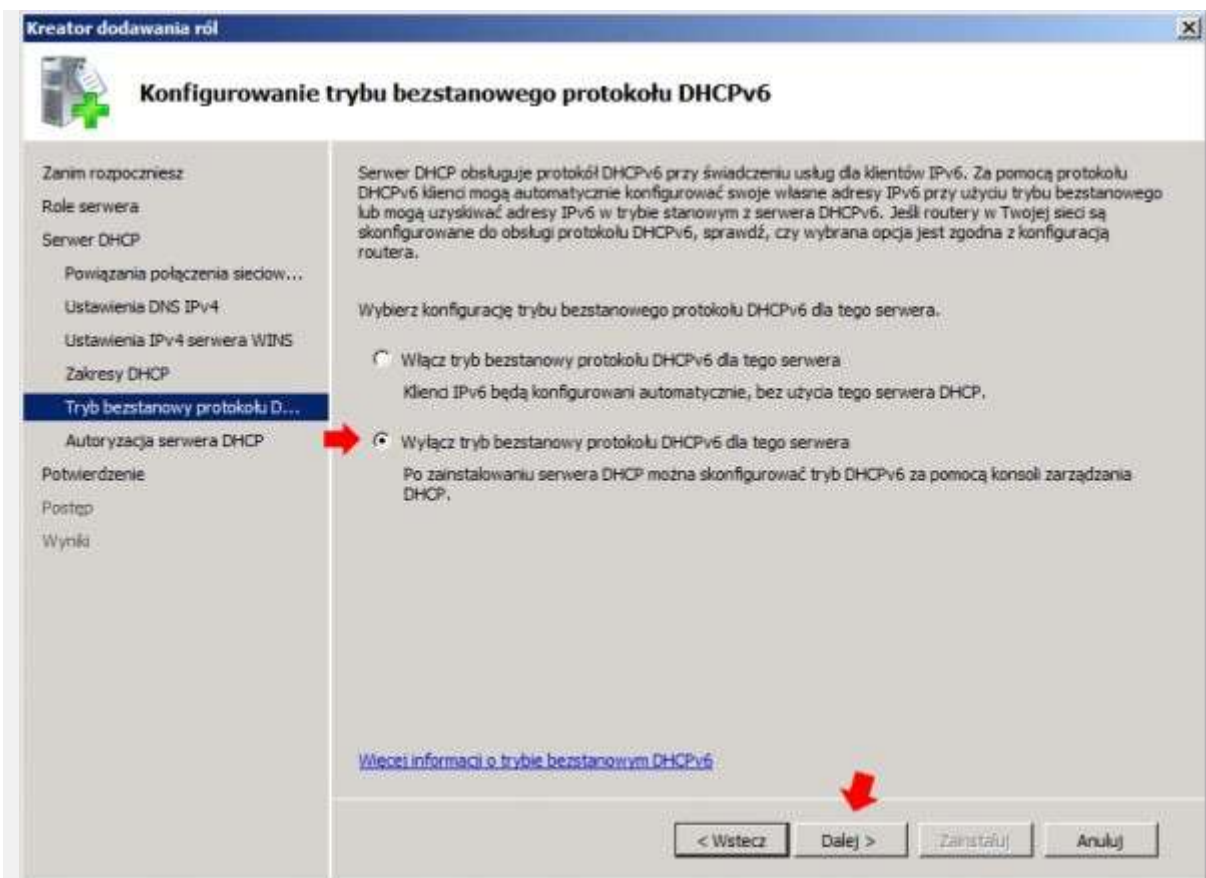 Kreator dodawania ról
Konfigurowanie trybu bezstanowego protokołu DHCPv6
Zanim rozpoczniesz
Role serwera
Serwer DHCP
Powiązania połączenia sieciow...
Ustawienia DNS IPv4
Ustawienia IPv4 serwera WINS
Zakresy DHCP
Tryb bezstanowy protokołu D...
Autoryzacja serwera DHCP
Potwierdzenie
Postęp
Wyniki
Serwer DHCP obsługuje protokół DHCPv6 przy świadczeniu usług dla klientów IPv6. Za pomocą protokołu
DHCPv6 klienci mogą automatycznie konfigurować swoje własne adresy IPv6 przy użyciu trybu bezstanowego
lub mogą uzyskiwać adresy IPv6 w trybie stanowym z serwera DHCPv6. Jeśli routery w Twojej sieci są
skonfigurowane do obsługi protokołu DHCPv6, sprawdź, czy wybrana opcja jest zgodna z konfiguracją
routera.
Wybierz konfigurację trybu bezstanowego protokołu DHCPv6 dla tego serwera.
Włącz tryb bezstanowy protokołu DHCPv6 dla tego serwera
Klienci IPv6 będą konfigurowani automatycznie, bez użycia tego serwera DHCP.
Wyłącz tryb bezstanowy protokołu DHCPv6 dla tego serwera
Po zainstalowaniu serwera DHCP można skonfigurować tryb DHCPv6 za pomocą konsoli zarządzania
DHCP.
Więcej informacji o trybie bezstanowym DHCPv6
< Wstecz Dalej > Zainstaluj Anuluj